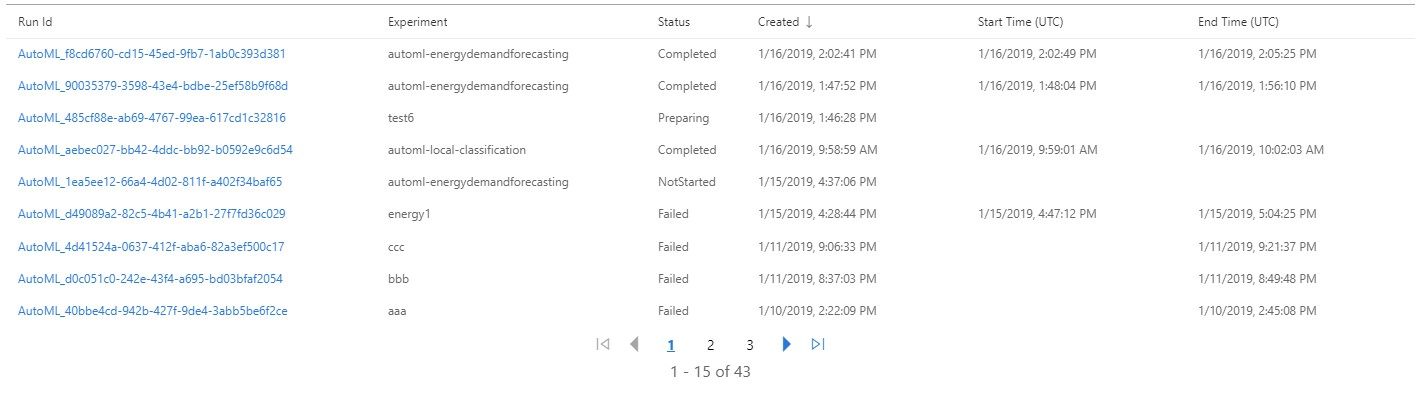 Run Id Experiment Status Created ↓ Start Time (UTC) End Time (UTC)
AutoML_f8cd6760-cd15-45ed-9fb7-1ab0c393d381 automl-energydemandforecasting Completed 1/16/2019, 2:02:41 PM 1/16/2019, 2:02:49 PM 1/16/2019, 2:05:25 PM
AutoML_90035379-3598-43e4-bdbe-25ef58b9f68d automl-energydemandforecasting Completed 1/16/2019, 1:47:52 PM 1/16/2019, 1:48:04 PM 1/16/2019, 1:56:10 PM
AutoML_485cf88e-ab69-4767-99ea-617cd1c32816 test6 Preparing 1/16/2019, 1:46:28 PM
AutoML_aebec027-bb42-4ddc-bb92-b0592e9c6d54 automl-local-classification Completed 1/16/2019, 9:58:59 AM 1/16/2019, 9:59:01 AM 1/16/2019, 10:02:03 AM
AutoML_1ea5ee12-66a4-4d02-811f-a402f34baf65 automl-energydemandforecasting NotStarted 1/15/2019, 4:37:06 PM
AutoML_d49089a2-82c5-4b41-a2b1-27f7fd36c029 energy1 Failed 1/15/2019, 4:28:44 PM 1/15/2019, 4:47:12 PM 1/15/2019, 5:04:25 PM
AutoML_4d41524a-0637-412f-aba6-82a3ef500c17 ccc Failed 1/11/2019, 9:06:33 PM 1/11/2019, 9:21:37 PM
AutoML_d0c051c0-242e-43f4-a695-bd03bfaf2054 bbb Failed 1/11/2019, 8:37:03 PM 1/11/2019, 8:49:48 PM
AutoML_40bbe4cd-942b-427f-9de4-3abb5be6f2ce aaa Failed 1/10/2019, 2:22:09 PM 1/10/2019, 2:45:08 PM
1 2 3
1 - 15 of 43